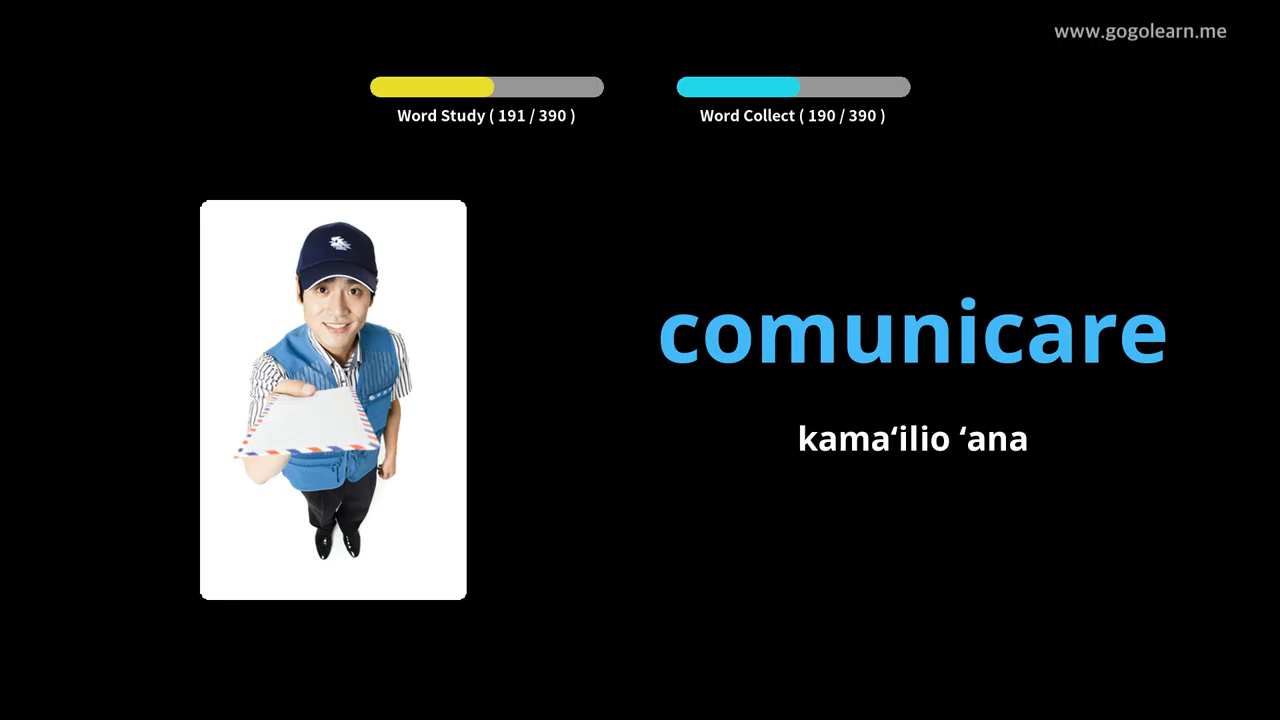 www.gogolearn.me
Word Study ( 191 / 390 )
Word Collect ( 190 / 390 )
comunicare
kamaʻilio ʻana